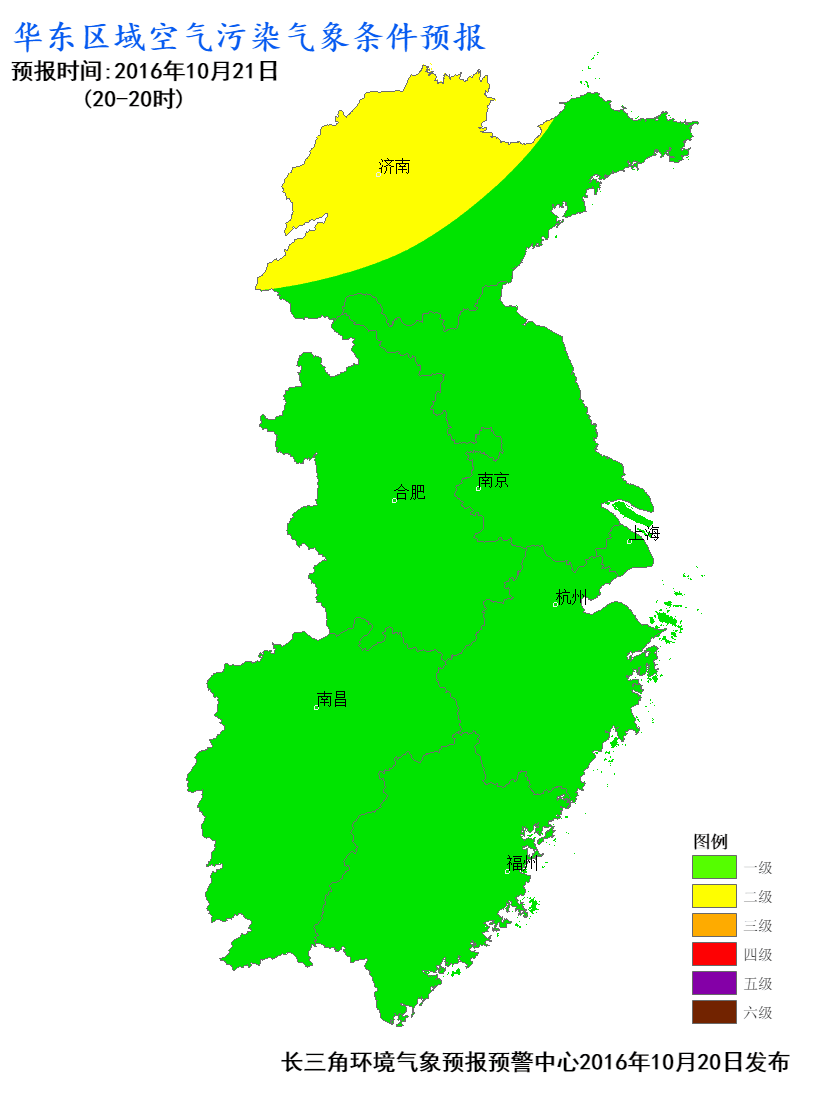 华东区域空气污染气象条件预报
预报时间:2016年10月21日
(20-20时)
济南
南京
合肥
上海
杭州
南昌
福州
图例
一级
二级
三级
四级
五级
六级
长三角环境气象预报预警中心2016年10月20日发布